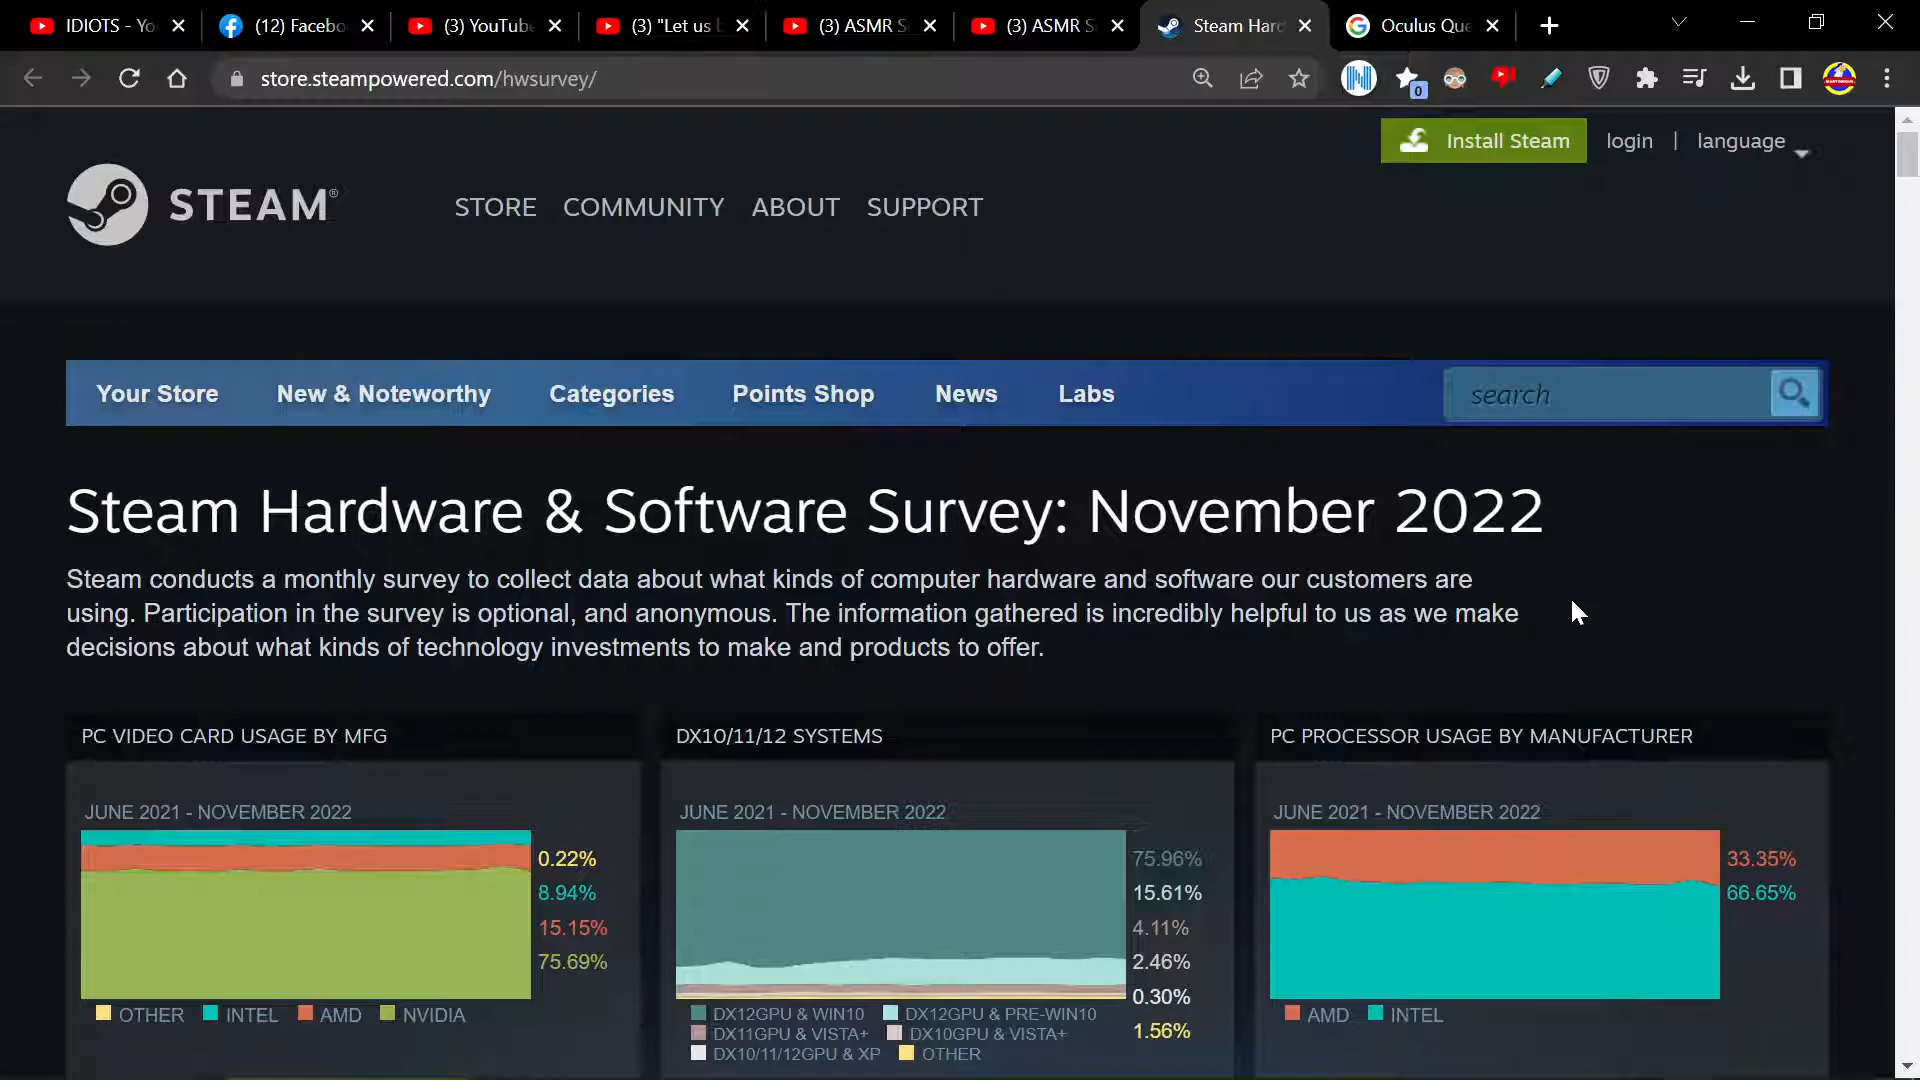 IDIOTS - Yo
(12) Facebo
(3) YouTube
(3) "Let us b
(3) ASMR S
(3) ASMR S
Steam Hard
Oculus Que
store.steampowered.com/hwsurvey/
0
Install Steam login | language
STEAM®
STORE COMMUNITY ABOUT SUPPORT
Your Store New & Noteworthy Categories Points Shop News Labs search
Steam Hardware & Software Survey: November 2022
Steam conducts a monthly survey to collect data about what kinds of computer hardware and software our customers are
using. Participation in the survey is optional, and anonymous. The information gathered is incredibly helpful to us as we make
decisions about what kinds of technology investments to make and products to offer.
PC VIDEO CARD USAGE BY MFG
JUNE 2021 - NOVEMBER 2022
0.22%
8.94%
15.15%
75.69%
OTHER INTEL AMD NVIDIA
DX10/11/12 SYSTEMS
JUNE 2021 - NOVEMBER 2022
75.96%
15.61%
4.11%
2.46%
0.30%
1.56%
DX12GPU & WIN10 DX12GPU & PRE-WIN10
DX11GPU & VISTA+ DX10GPU & VISTA+
DX10/11/12GPU & XP OTHER
PC PROCESSOR USAGE BY MANUFACTURER
JUNE 2021 - NOVEMBER 2022
33.35%
66.65%
AMD INTEL